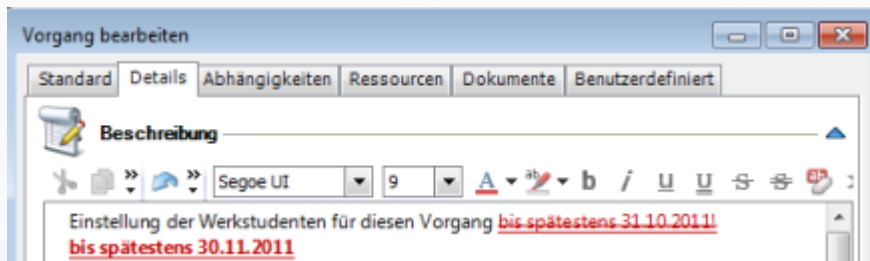 Vorgang bearbeiten
Standard Details Abhängigkeiten Ressourcen Dokumente Benutzerdefiniert
Beschreibung
Segoe UI 9 A ab b i U U S S
Einstellung der Werkstudenten für diesen Vorgang bis spätestens 31.10.2011!
bis spätestens 30.11.2011